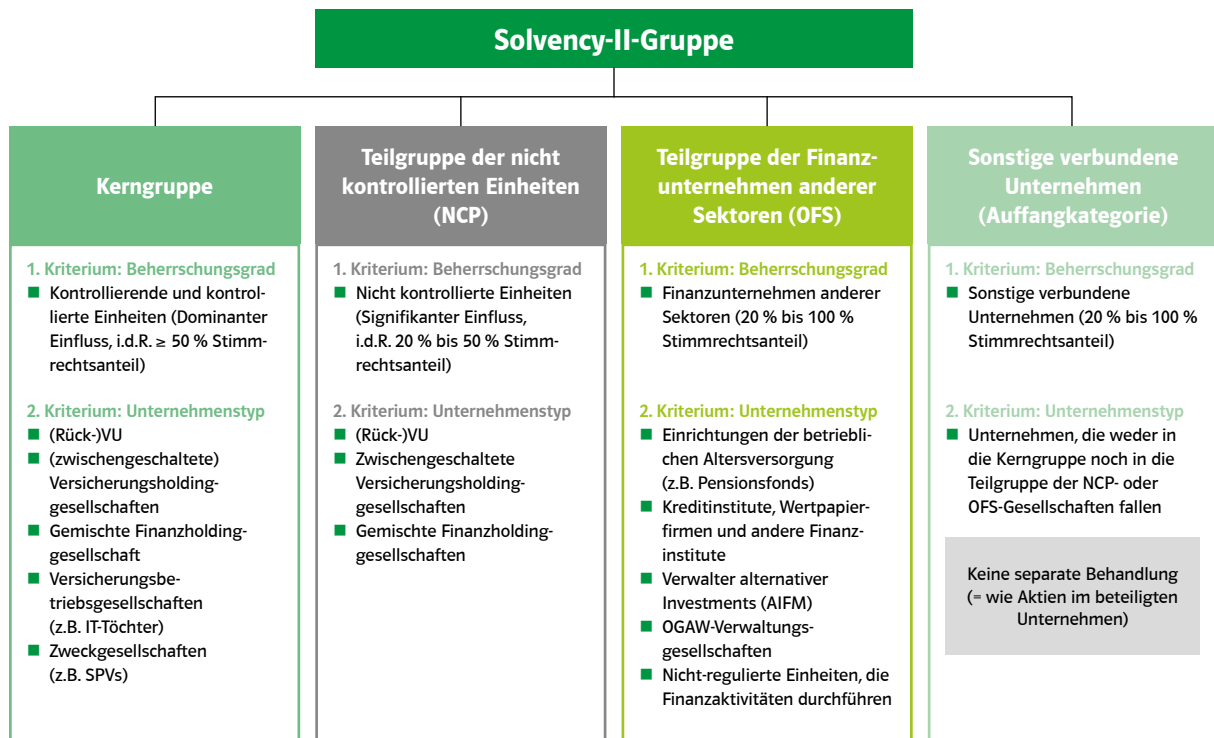 Solvency-II-Gruppe
Kerngruppe
1. Kriterium: Beherrschungsgrad
Kontrollierende und kontrol-
lierte Einheiten (Dominanter
Einfluss, i.d.R. ≥ 50 % Stimm-
rechtsanteil)
2. Kriterium: Unternehmenstyp
(Rück-)VU
(zwischengeschaltete)
Versicherungsholding-
gesellschaften
Gemischte Finanzholding-
gesellschaft
Versicherungsbe-
triebsgesellschaften
(z.B. IT-Töchter)
Zweckgesellschaften
(z.B. SPVs)
Teilgruppe der nicht
kontrollierten Einheiten
(NCP)
1. Kriterium: Beherrschungsgrad
Nicht kontrollierte Einheiten
(Signifikanter Einfluss,
i.d.R. 20 % bis 50 % Stimm-
rechtsanteil)
2. Kriterium: Unternehmenstyp
(Rück-)VU
Zwischengeschaltete
Versicherungsholding-
gesellschaften
Gemischte Finanzholding-
gesellschaften
Teilgruppe der Finanz-
unternehmen anderer
Sektoren (OFS)
1. Kriterium: Beherrschungsgrad
Finanzunternehmen anderer
Sektoren (20 % bis 100 %
Stimmrechtsanteil)
2. Kriterium: Unternehmenstyp
Einrichtungen der betriebli-
chen Altersversorgung
(z.B. Pensionsfonds)
Kreditinstitute, Wertpapier-
firmen und andere Finanz-
institute
Verwalter alternativer
Investments (AIFM)
OGAW-Verwaltungs-
gesellschaften
Nicht-regulierte Einheiten, die
Finanzaktivitäten durchführen
Sonstige verbundene
Unternehmen
(Auffangkategorie)
1. Kriterium: Beherrschungsgrad
Sonstige verbundene
Unternehmen (20 % bis 100 %
Stimmrechtsanteil)
2. Kriterium: Unternehmenstyp
Unternehmen, die weder in
die Kerngruppe noch in die
Teilgruppe der NCP- oder
OFS-Gesellschaften fallen
Keine separate Behandlung
(= wie Aktien im beteiligten
Unternehmen)